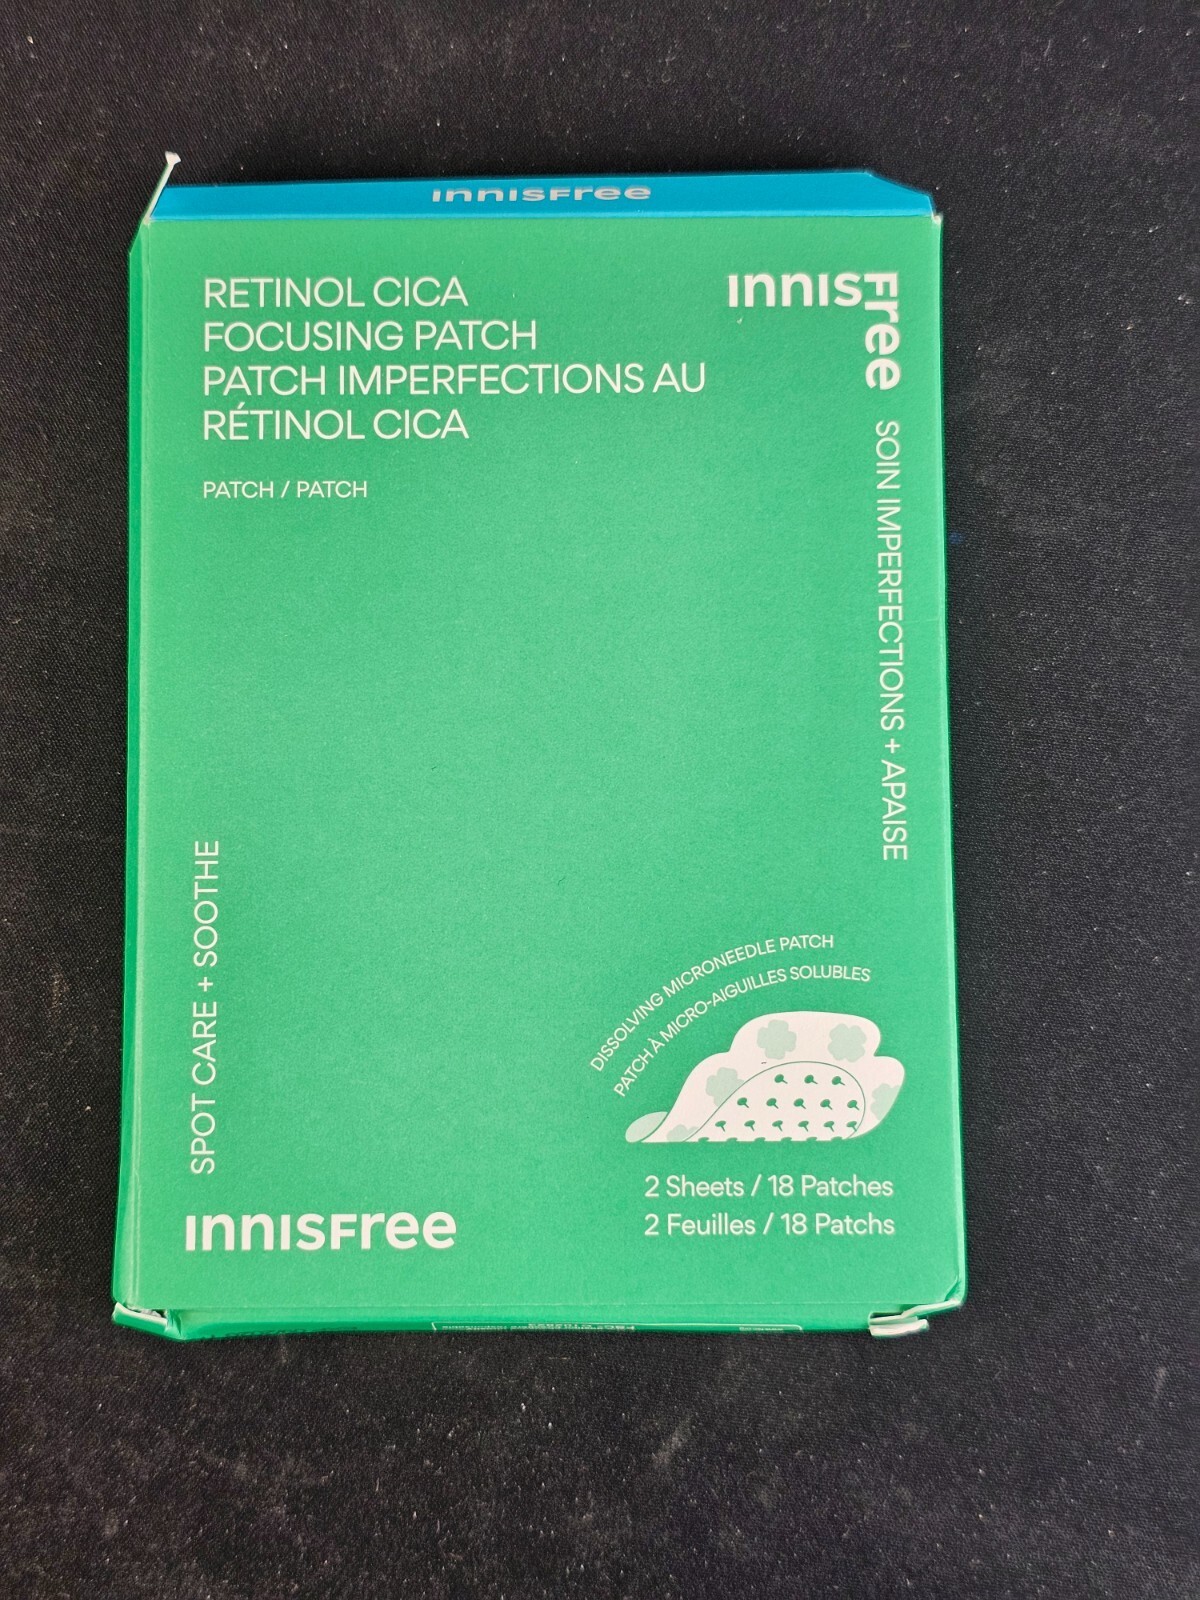 INNISFree
RETINOL CICA
FOCUSING PATCH
PATCH IMPERFECTIONS AU
RÉTINOL CICA
PATCH / PATCH
INNISFree
SOIN IMPERFECTIONS + APAISE
SPOT CARE + SOOTHE
DISSOLVING MICRONEEDLE PATCH
PATCH À MICRO-AIGUILLES SOLUBLES
2 Sheets / 18 Patches
2 Feuilles / 18 Patchs
INNISFree